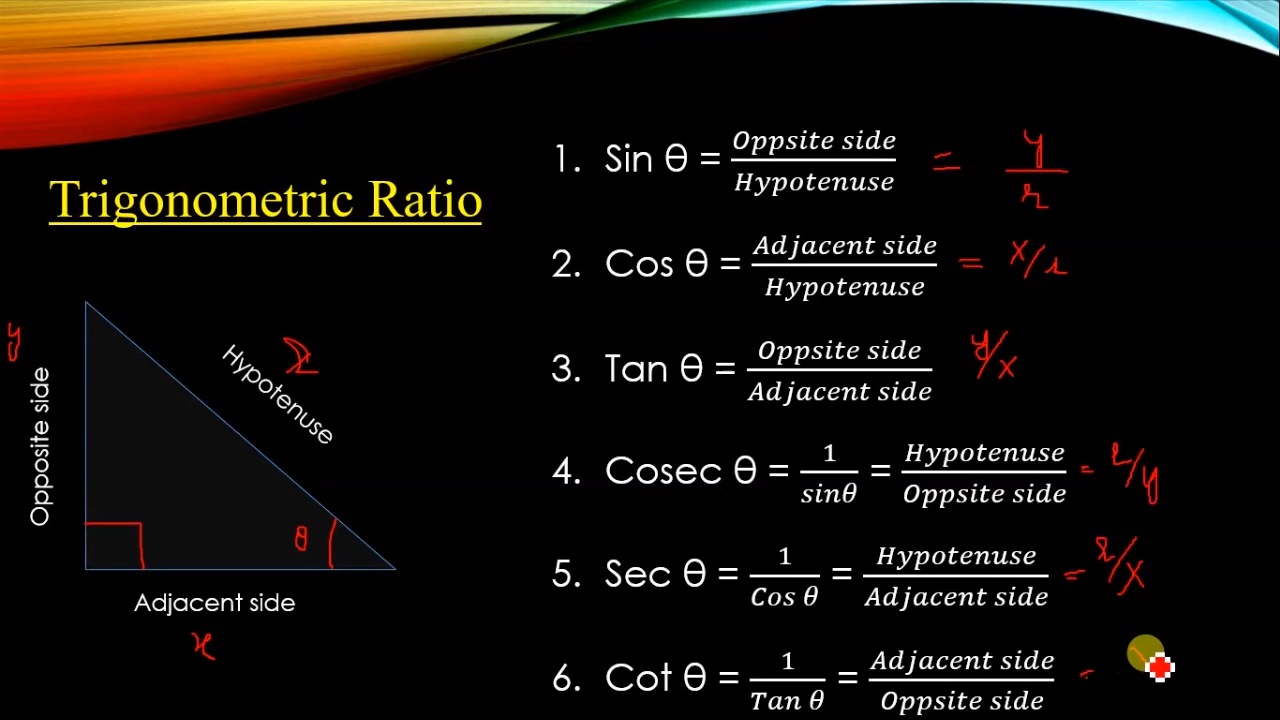 Trigonometric Ratio
1. Sin θ = Oppsite side / Hypotenuse = y/r
2. Cos θ = Adjacent side / Hypotenuse = x/r
3. Tan θ = Oppsite side / Adjacent side y/x
4. Cosec θ = 1/sinθ = Hypotenuse / Oppsite side = r/y
5. Sec θ = 1/Cos θ = Hypotenuse / Adjacent side = r/x
6. Cot θ = 1/Tan θ = Adjacent side / Oppsite side =
y
Opposite side
Hypotenuse
r
θ
Adjacent side
x